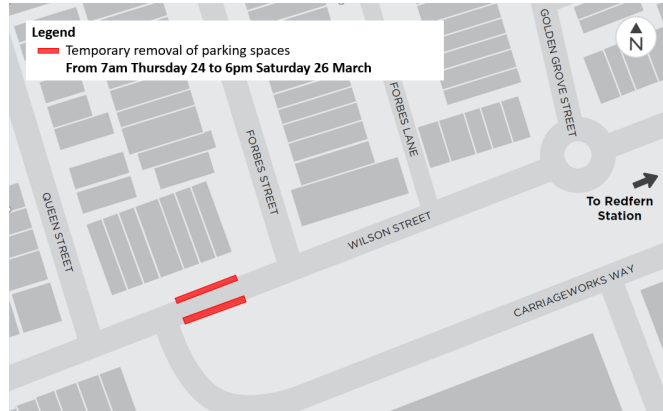 Legend
Temporary removal of parking spaces
From 7am Thursday 24 to 6pm Saturday 26 March
N
GOLDEN GROVE STREET
FORBES LANE
FORBES STREET
QUEEN STREET
To Redfern
Station
WILSON STREET
CARRIAGEWORKS WAY